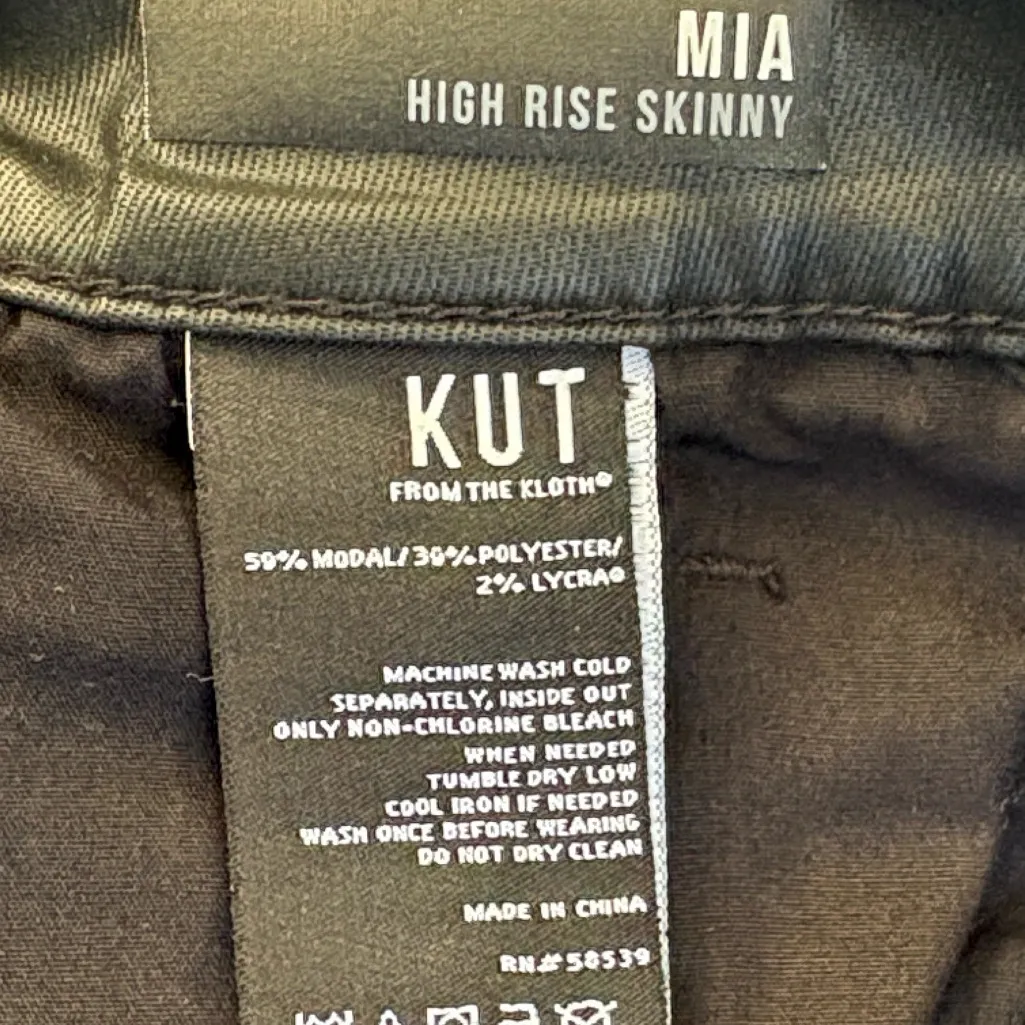 MIA
HIGH RISE SKINNY
KUT
FROM THE KLOTH®
59% MODAL/39% POLYESTER/
2% LYCRA®
MACHINE WASH COLD
SEPARATELY, INSIDE OUT
ONLY NON-CHLORINE BLEACH
WHEN NEEDED
TUMBLE DRY LOW
COOL IRON IF NEEDED
WASH ONCE BEFORE WEARING
DO NOT DRY CLEAN
MADE IN CHINA
RN# 58539